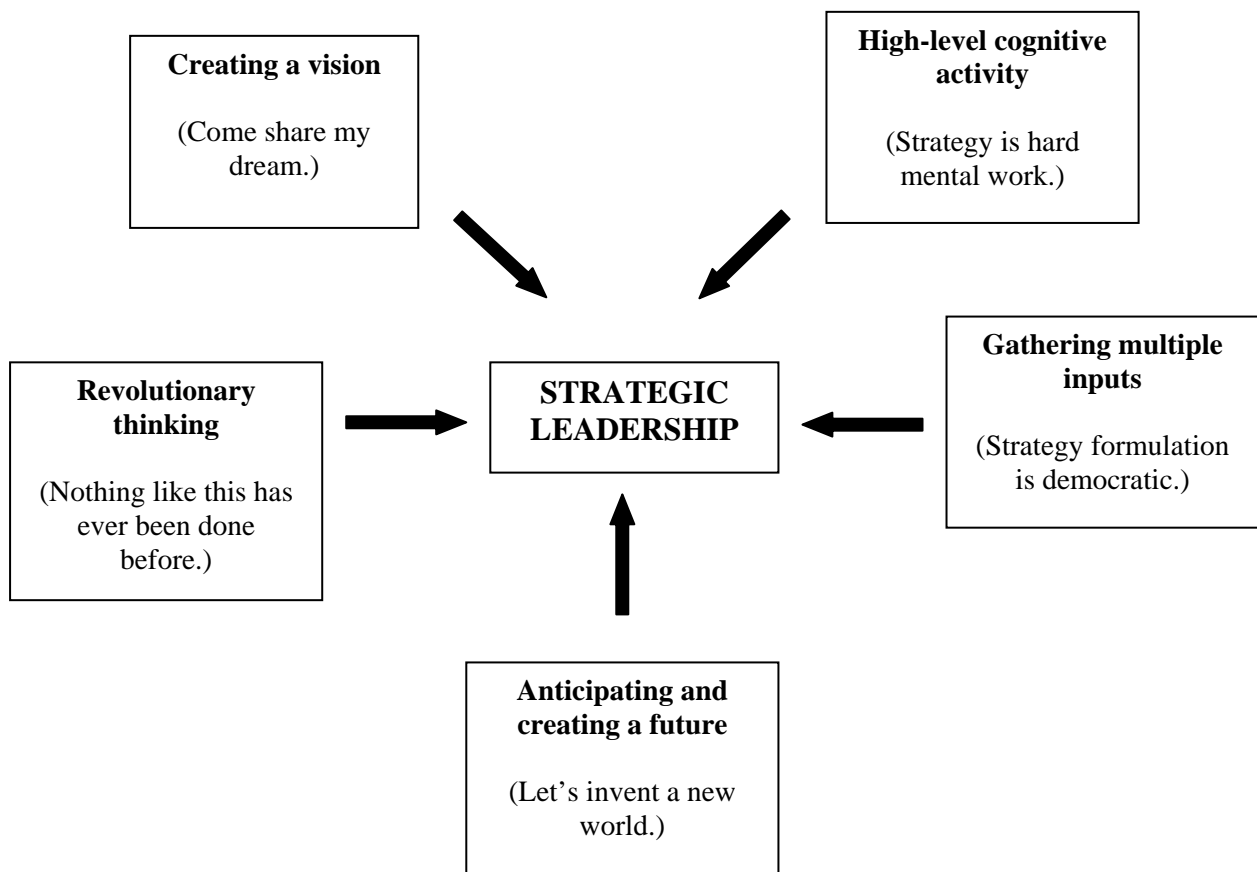 Creating a vision
(Come share my
dream.)
High-level cognitive
activity
(Strategy is hard
mental work.)
Revolutionary
thinking
(Nothing like this has
ever been done
before.)
STRATEGIC
LEADERSHIP
Gathering multiple
inputs
(Strategy formulation
is democratic.)
Anticipating and
creating a future
(Let’s invent a new
world.)